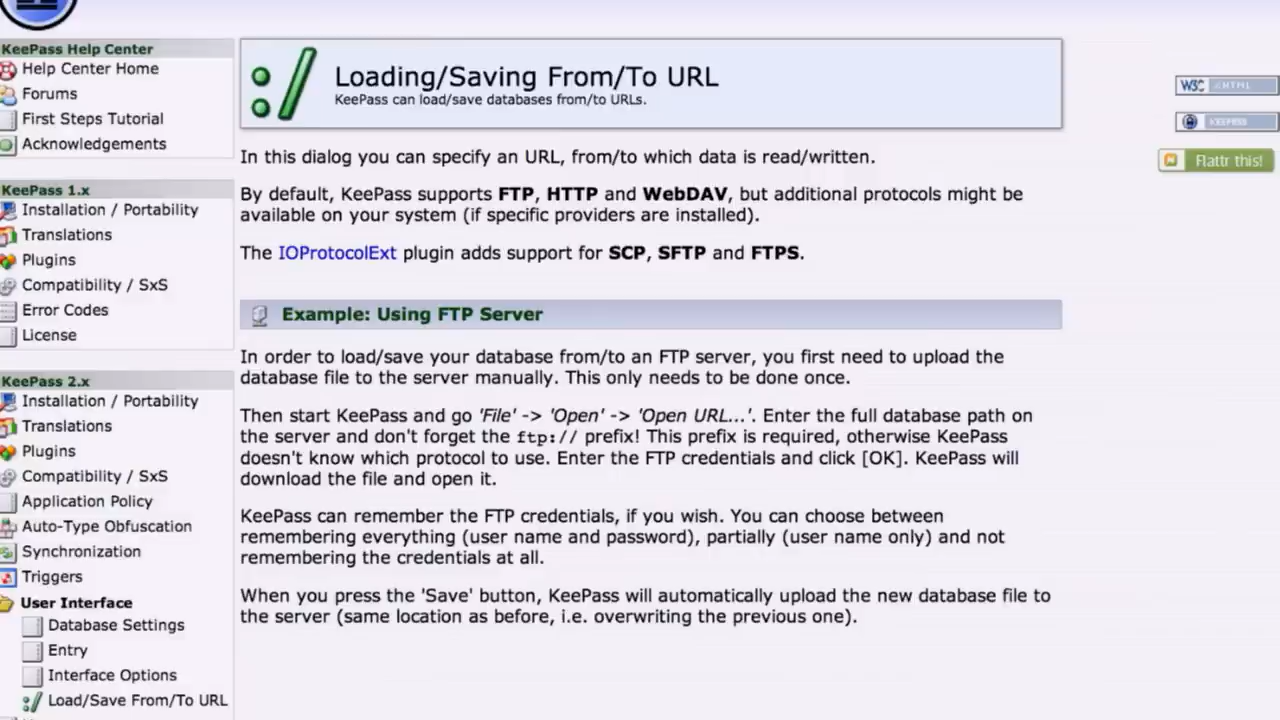 KeePass Help Center
Help Center Home
Forums
First Steps Tutorial
Acknowledgements
KeePass 1.x
Installation / Portability
Translations
Plugins
Compatibility / SxS
Error Codes
License
KeePass 2.x
Installation / Portability
Translations
Plugins
Compatibility / SxS
Application Policy
Auto-Type Obfuscation
Synchronization
Triggers
User Interface
Database Settings
Entry
Interface Options
Load/Save From/To URL
Loading/Saving From/To URL
KeePass can load/save databases from/to URLs.
In this dialog you can specify an URL, from/to which data is read/written.
By default, KeePass supports FTP, HTTP and WebDAV, but additional protocols might be
available on your system (if specific providers are installed).
The IOProtocolExt plugin adds support for SCP, SFTP and FTPS.
Example: Using FTP Server
In order to load/save your database from/to an FTP server, you first need to upload the
database file to the server manually. This only needs to be done once.
Then start KeePass and go 'File' -> 'Open' -> 'Open URL...'. Enter the full database path on
the server and don't forget the ftp:// prefix! This prefix is required, otherwise KeePass
doesn't know which protocol to use. Enter the FTP credentials and click [OK]. KeePass will
download the file and open it.
KeePass can remember the FTP credentials, if you wish. You can choose between
remembering everything (user name and password), partially (user name only) and not
remembering the credentials at all.
When you press the 'Save' button, KeePass will automatically upload the new database file to
the server (same location as before, i.e. overwriting the previous one).
W3C
KEEPASS
Flattr this!